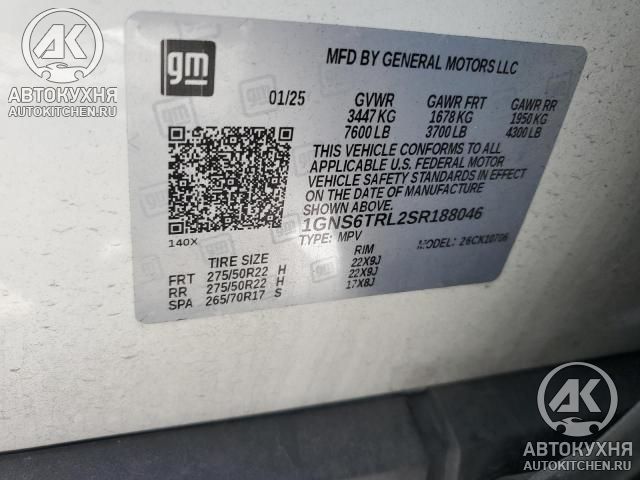 AK
АВТОКУХНЯ
AUTOKITCHEN.RU
gm
MFD BY GENERAL MOTORS LLC
01/25 GVWR GAWR FRT GAWR RR
3447 KG 1678 KG 1950 KG
7600 LB 3700 LB 4300 LB
THIS VEHICLE CONFORMS TO ALL
APPLICABLE U.S. FEDERAL MOTOR
VEHICLE SAFETY STANDARDS IN EFFECT
ON THE DATE OF MANUFACTURE
SHOWN ABOVE.
1GNS6TRL2SR188046
140X
TYPE: MPV MODEL: 26CK10706
TIRE SIZE RIM
FRT 275/50R22 H 22X9J
RR 275/50R22 H 22X9J
SPA 265/70R17 S 17X8J
AK
АВТОКУХНЯ
AUTOKITCHEN.RU